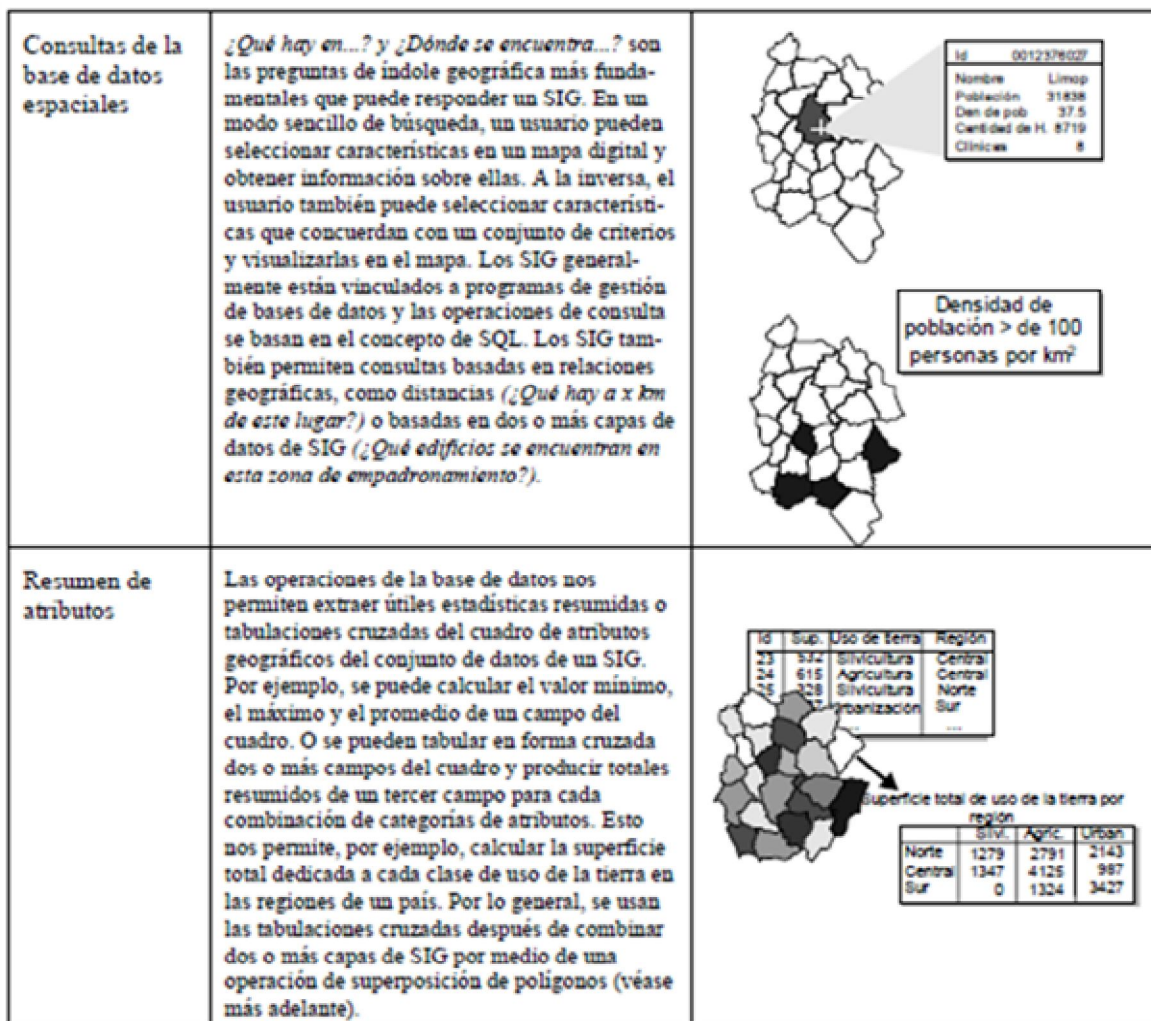 Consultas de la
base de datos
espaciales
¿Qué hay en...? y ¿Dónde se encuentra...? son
las preguntas de índole geográfica más funda-
mentales que puede responder un SIG. En un
modo sencillo de búsqueda, un usuario pueden
seleccionar características en un mapa digital y
obtener información sobre ellas. A la inversa, el
usuario también puede seleccionar característi-
cas que concuerdan con un conjunto de criterios
y visualizarlas en el mapa. Los SIG general-
mente están vinculados a programas de gestión
de bases de datos y las operaciones de consulta
se basan en el concepto de SQL. Los SIG tam-
bién permiten consultas basadas en relaciones
geográficas, como distancias (¿Qué hay a x km
de este lugar?) o basadas en dos o más capas de
datos de SIG (¿Qué edificios se encuentran en
esta zona de empadronamiento?).
Id 0012376027
Nombre Limop
Población 31838
Den de pob 37.5
Cantidad de H. 8719
Clínicas 8
Densidad de
población > de 100
personas por km²
Resumen de
atributos
Las operaciones de la base de datos nos
permiten extraer útiles estadísticas resumidas o
tabulaciones cruzadas del cuadro de atributos
geográficos del conjunto de datos de un SIG.
Por ejemplo, se puede calcular el valor mínimo,
el máximo y el promedio de un campo del
cuadro. O se pueden tabular en forma cruzada
dos o más campos del cuadro y producir totales
resumidos de un tercer campo para cada
combinación de categorías de atributos. Esto
nos permite, por ejemplo, calcular la superficie
total dedicada a cada clase de uso de la tierra en
las regiones de un país. Por lo general, se usan
las tabulaciones cruzadas después de combinar
dos o más capas de SIG por medio de una
operación de superposición de polígonos (véase
más adelante).
Id Sup. Uso de tierra Región
23 532 Silvicultura Central
24 615 Agricultura Central
25 328 Silvicultura Norte
Urbanización Sur
.... ...
Superficie total de uso de la tierra por
región
Silvi. Agric. Urban
Norte 1279 2791 2143
Central 1347 4125 987
Sur 0 1324 3427